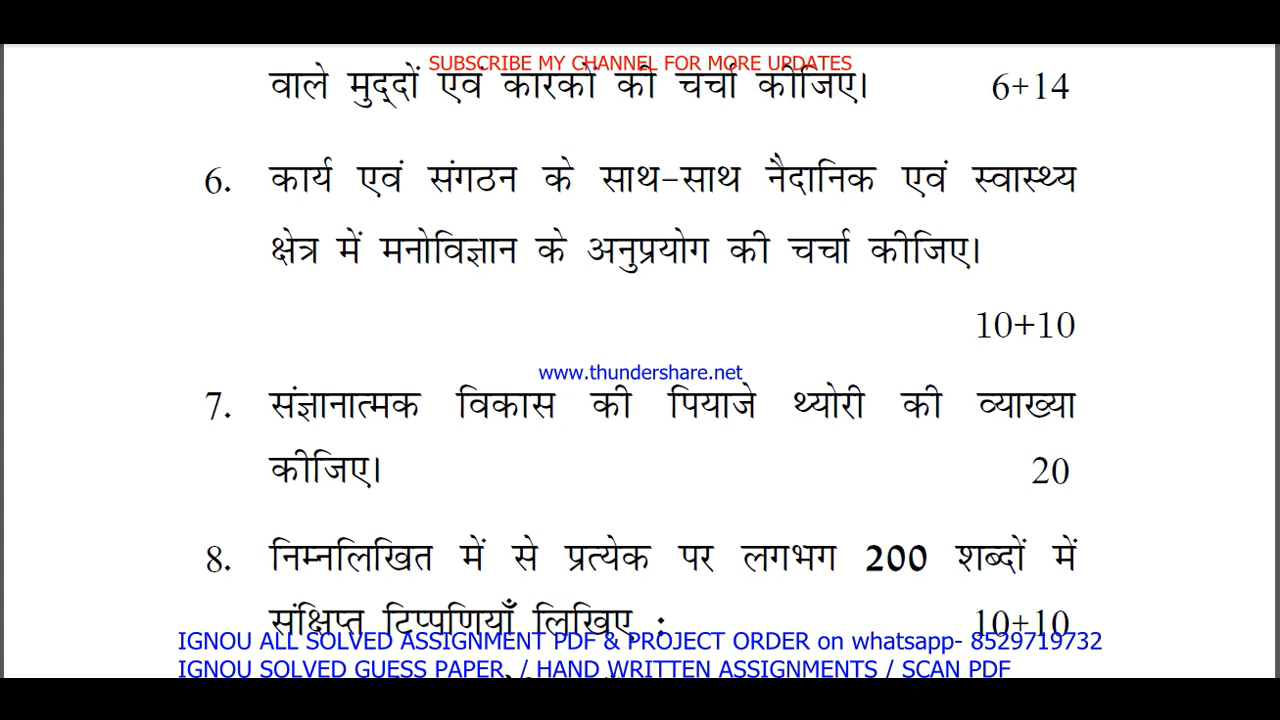 SUBSCRIBE MY CHANNEL FOR MORE UPDATES
वाले मुद्दों एवं कारकों की चर्चा कीजिए। 6+14
6. कार्य एवं संगठन के साथ-साथ नैदानिक एवं स्वास्थ्य
क्षेत्र में मनोविज्ञान के अनुप्रयोग की चर्चा कीजिए।
10+10
www.thundershare.net
7. संज्ञानात्मक विकास की पियाजे थ्योरी की व्याख्या
कीजिए। 20
8. निम्नलिखित में से प्रत्येक पर लगभग 200 शब्दों में
संक्षिप्त टिप्पणियाँ लिखिए : 10+10
IGNOU ALL SOLVED ASSIGNMENT PDF & PROJECT ORDER on whatsapp- 8529719732
IGNOU SOLVED GUESS PAPER, / HAND WRITTEN ASSIGNMENTS / SCAN PDF